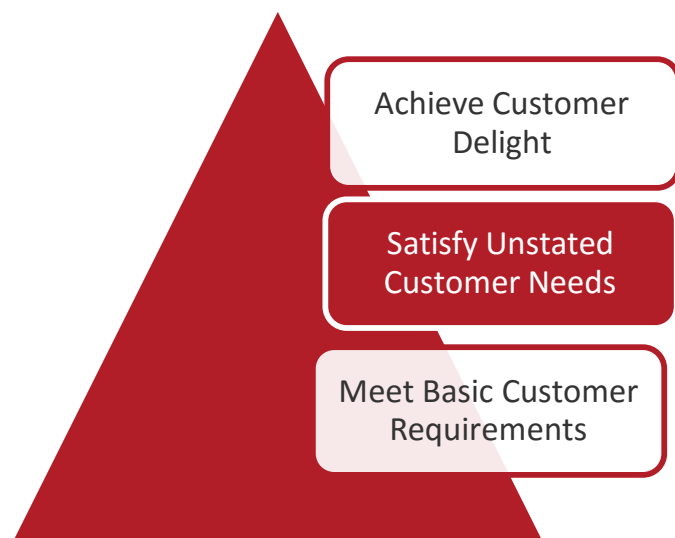 Achieve Customer
Delight
Satisfy Unstated
Customer Needs
Meet Basic Customer
Requirements